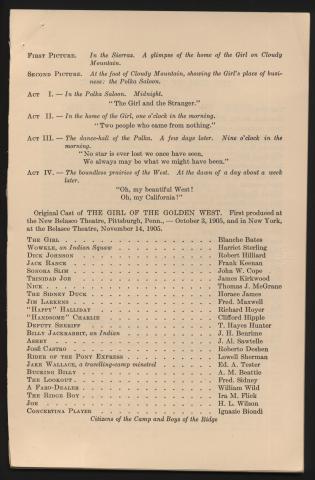 First Picture. In the Sierras. A glimpse of the home of the Girl on Cloudy
Mountain.
Second Picture. At the foot of Cloudy Mountain, showing the Girl's place of busi-
ness: the Polka Saloon.
Act I. — In the Polka Saloon. Midnight.
"The Girl and the Stranger."
Act II. — In the home of the Girl, one o'clock in the morning.
"Two people who came from nothing."
Act III. — The dance-hall of the Polka. A few days later. Nine o'clock in the
morning.
"No star is ever lost we once have seen,
We always may be what we might have been."
Act IV. — The boundless prairies of the West. At the dawn of a day about a week
later.
"Oh, my beautiful West!
Oh, my California!"
Original Cast of THE GIRL OF THE GOLDEN WEST. First produced at
the New Belasco Theatre, Pittsburgh, Penn., — October 3, 1905, and in New York,
at the Belasco Theatre, November 14, 1905.
The Girl . . . . . . . . . . Blanche Bates
Wowkle, an Indian Squaw . . . . . . . . . . Harriet Sterling
Dick Johnson . . . . . . . . . . Robert Hilliard
Jack Rance . . . . . . . . . . Frank Keenan
Sonora Slim . . . . . . . . . . John W. Cope
Trinidad Joe . . . . . . . . . . James Kirkwood
Nick . . . . . . . . . . Thomas J. McGrane
The Sidney Duck . . . . . . . . . . Horace James
Jim Larkens . . . . . . . . . . Fred. Maxwell
"Happy" Halliday . . . . . . . . . . Richard Hoyer
"Handsome" Charlie . . . . . . . . . . Clifford Hipple
Deputy Sheriff . . . . . . . . . . T. Hayes Hunter
Billy Jackrabbit, an Indian . . . . . . . . . . J. H. Benrimo
Ashby . . . . . . . . . . J. Al. Sawtelle
José Castro . . . . . . . . . . Roberto Deshon
Rider of the Pony Express . . . . . . . . . . Lowell Sherman
Jake Wallace, a travelling-camp minstrel . . . . . . . . . . Ed. A. Tester
Bucking Billy . . . . . . . . . . A. M. Beattie
The Lookout . . . . . . . . . . Fred. Sidney
A Faro-Dealer . . . . . . . . . . William Wild
The Ridge Boy . . . . . . . . . . Ira M. Flick
Joe . . . . . . . . . . H. L. Wilson
Concertina Player . . . . . . . . . . Ignazio Biondi
Citizens of the Camp and Boys of the Ridge